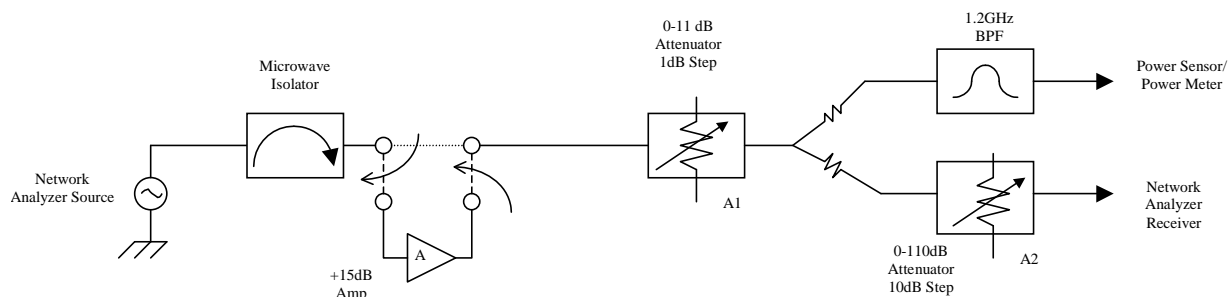 Network
Analyzer Source
Microwave
Isolator
+15dB
Amp
A
0-11 dB
Attenuator
1dB Step
A1
1.2GHz
BPF
Power Sensor/
Power Meter
0-110dB
Attenuator
10dB Step
A2
Network
Analyzer
Receiver